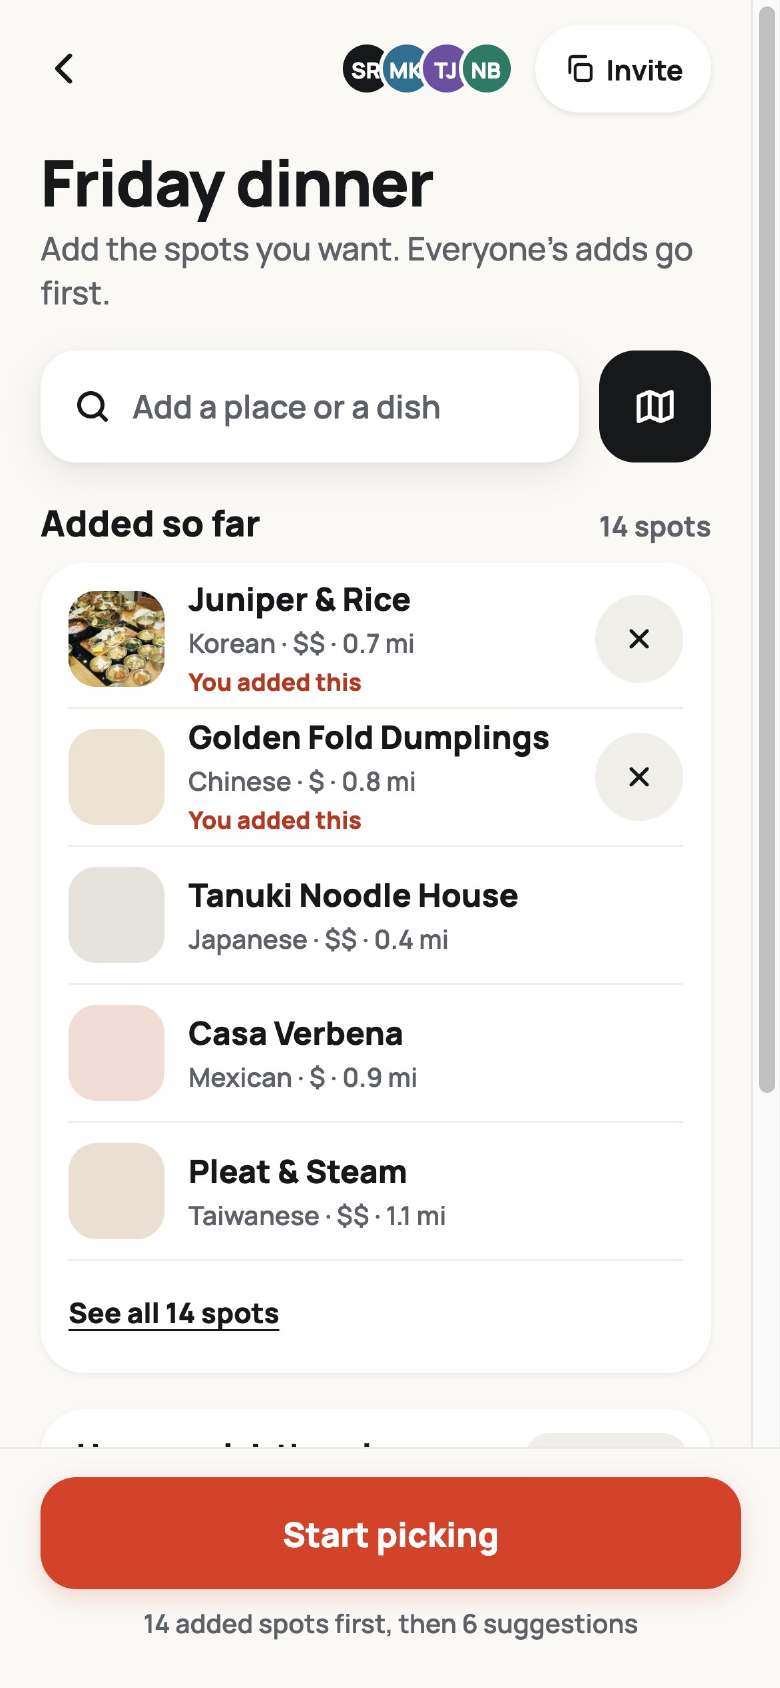 SR MK TJ NB Invite
Friday dinner
Add the spots you want. Everyone's adds go
first.
Add a place or a dish
Added so far 14 spots
Juniper & Rice
Korean · $$ · 0.7 mi
You added this
Golden Fold Dumplings
Chinese · $ · 0.8 mi
You added this
Tanuki Noodle House
Japanese · $$ · 0.4 mi
Casa Verbena
Mexican · $ · 0.9 mi
Pleat & Steam
Taiwanese · $$ · 1.1 mi
See all 14 spots
Start picking
14 added spots first, then 6 suggestions